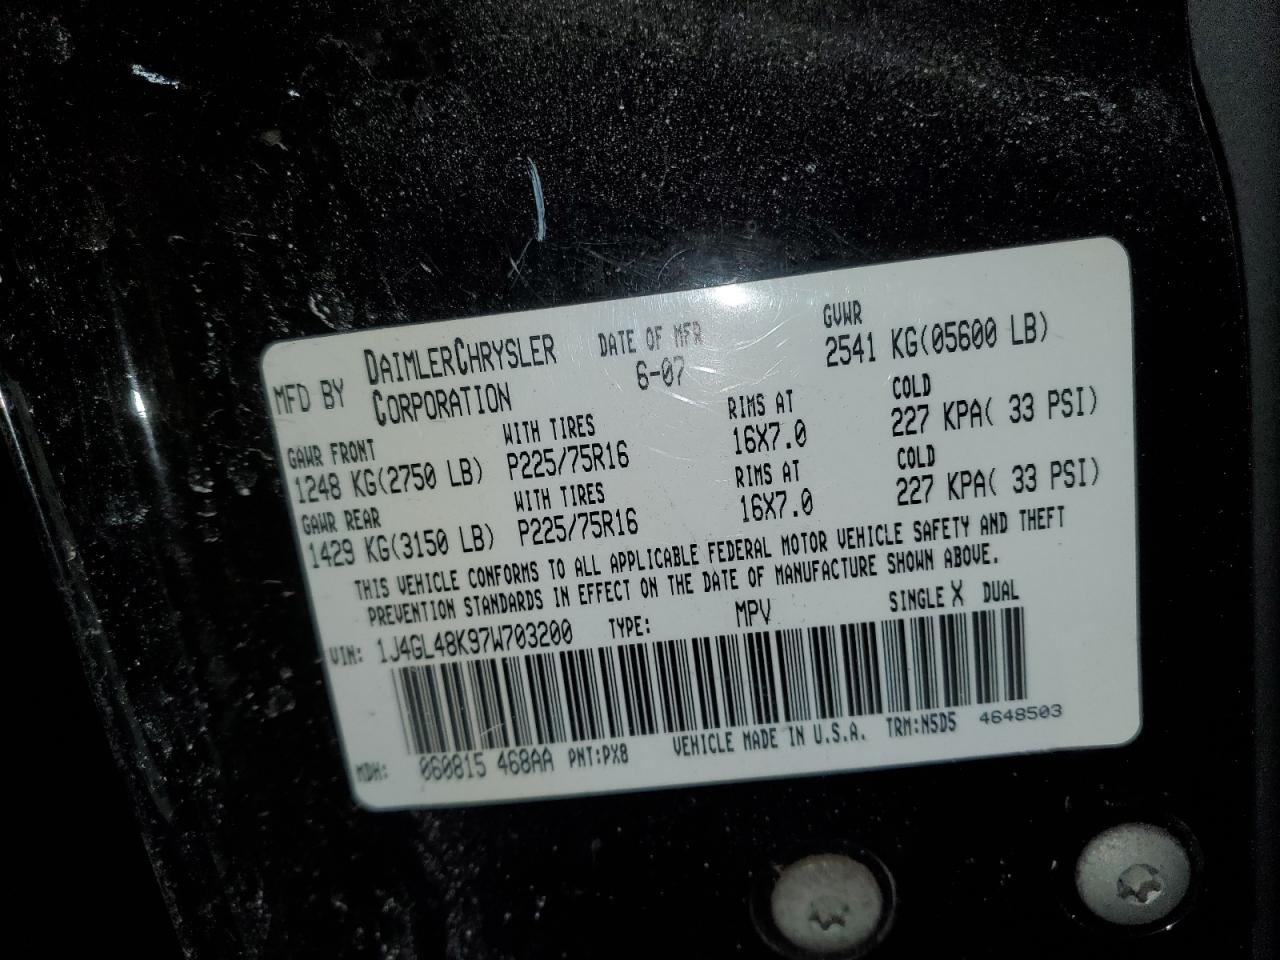 MFD BY DAIMLERCHRYSLER CORPORATION DATE OF MFR 6-07 GVWR 2541 KG(05600 LB)
GAWR FRONT WITH TIRES RIMS AT COLD
1248 KG(2750 LB) P225/75R16 16X7.0 227 KPA( 33 PSI)
GAWR REAR WITH TIRES RIMS AT COLD
1429 KG(3150 LB) P225/75R16 16X7.0 227 KPA( 33 PSI)
THIS VEHICLE CONFORMS TO ALL APPLICABLE FEDERAL MOTOR VEHICLE SAFETY AND THEFT
PREVENTION STANDARDS IN EFFECT ON THE DATE OF MANUFACTURE SHOWN ABOVE.
VIN: 1J4GL48K97W703200 TYPE: MPV SINGLE X DUAL
MDH: 060815 468AA PNT:PX8 VEHICLE MADE IN U.S.A. TRM:N5D5 4648503